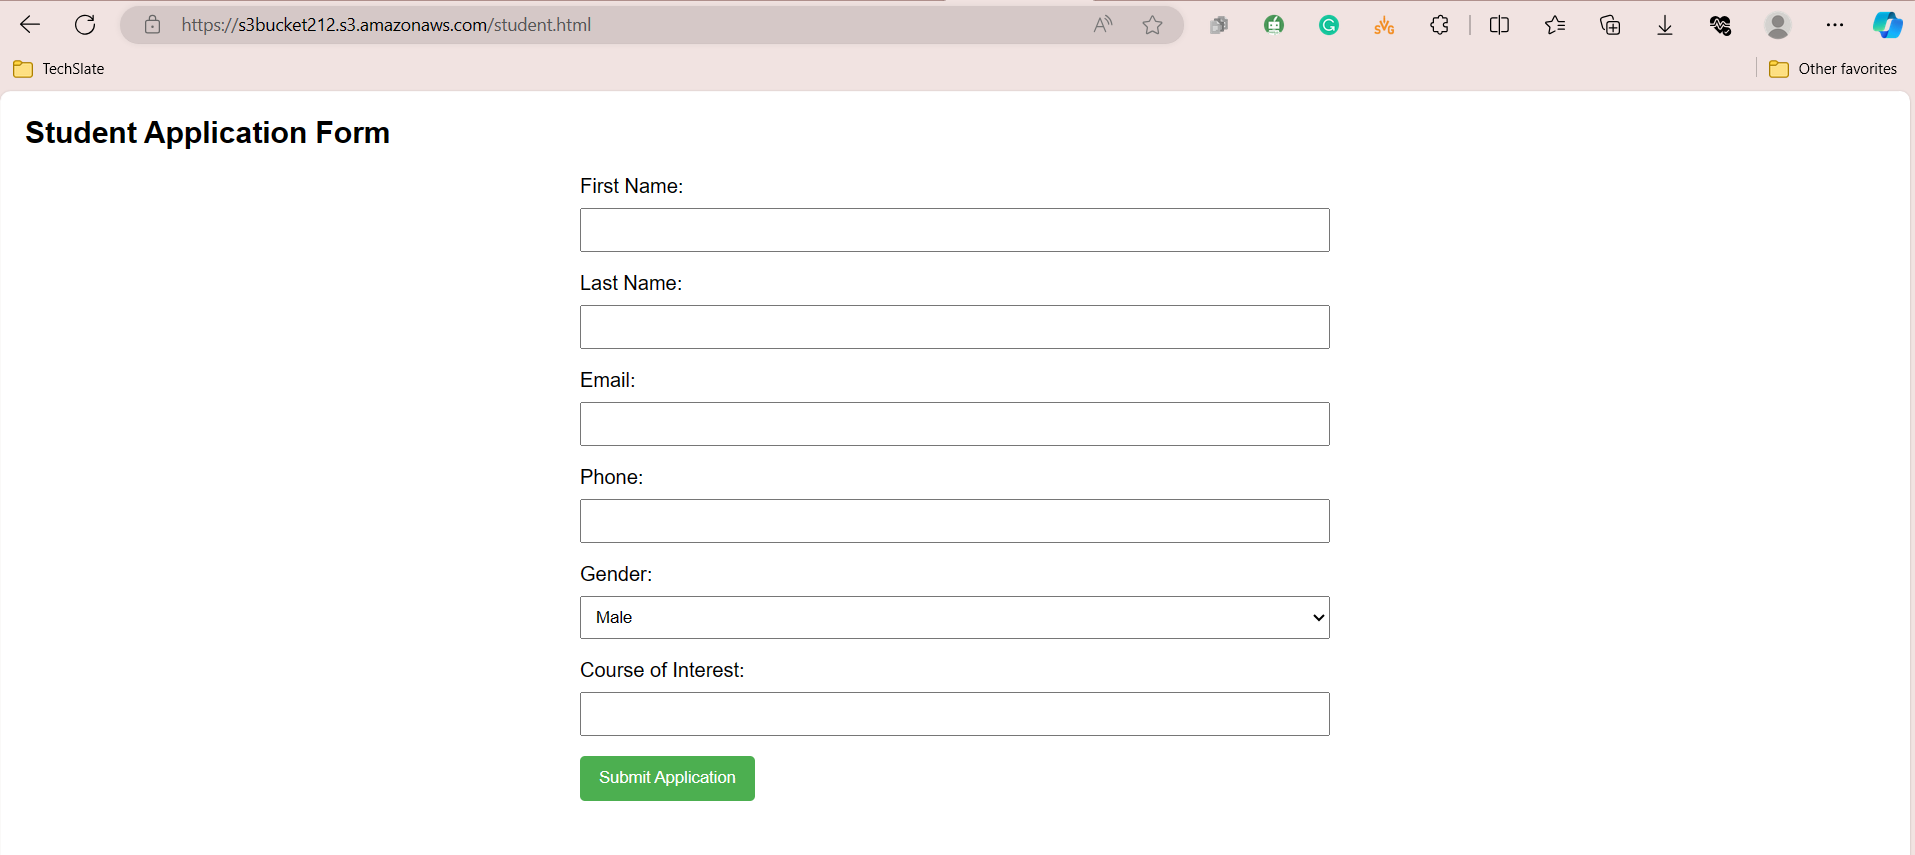 https://s3bucket212.s3.amazonaws.com/student.html
TechSlate
Other favorites
Student Application Form
First Name:
Last Name:
Email:
Phone:
Gender:
Male
Course of Interest:
Submit Application